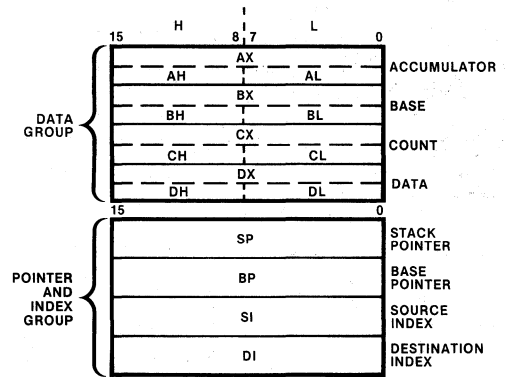 H L
15 8 7 0
AX
AH AL
ACCUMULATOR
BX
BH BL
BASE
CX
CH CL
COUNT
DX
DH DL
DATA
DATA
GROUP
15 0
SP
STACK
POINTER
BP
BASE
POINTER
SI
SOURCE
INDEX
DI
DESTINATION
INDEX
POINTER
AND
INDEX
GROUP